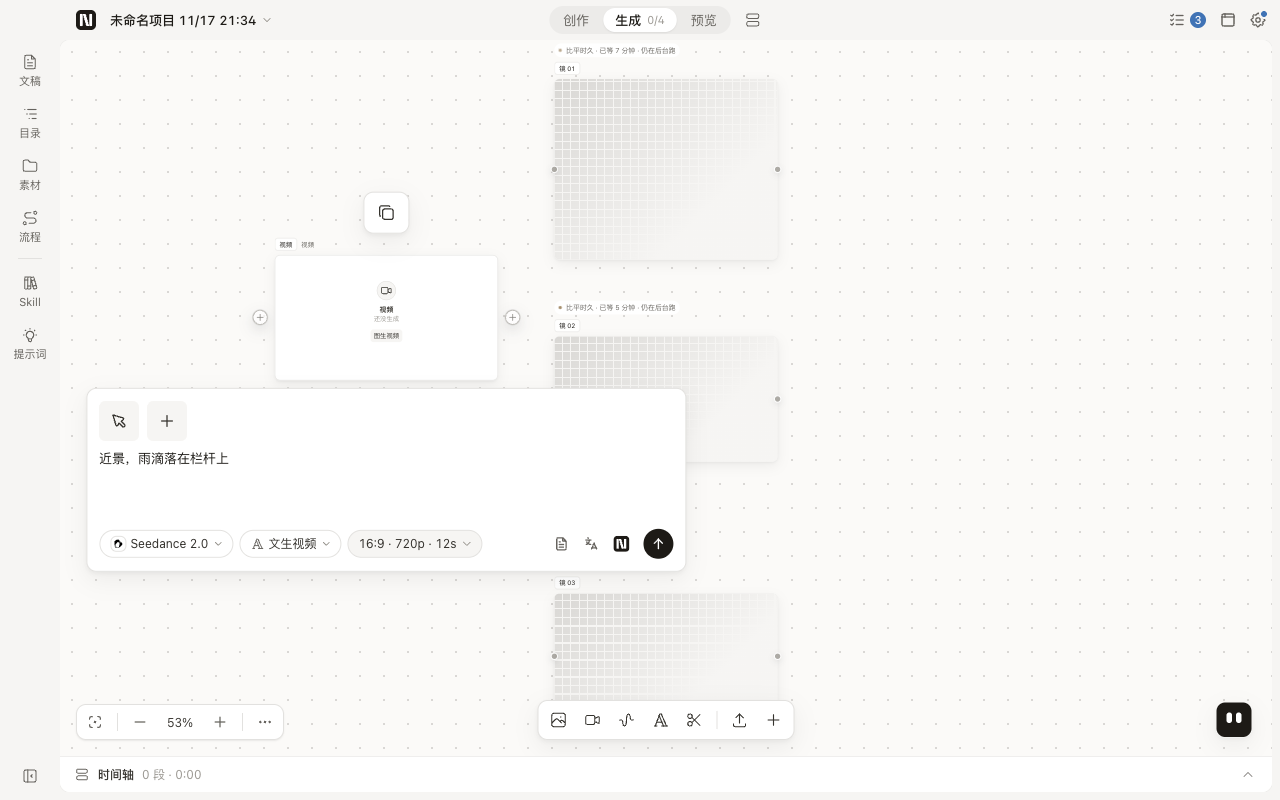 未命名项目 11/17 21:34
创作
生成 0/4
预览
3
文稿
目录
素材
流程
Skill
提示词
比平时久 · 已等 7 分钟 · 仍在后台跑
镜 01
视频 视频
视频
还没生成
图生视频
比平时久 · 已等 5 分钟 · 仍在后台跑
镜 02
近景，雨滴落在栏杆上
Seedance 2.0
文生视频
16:9 · 720p · 12s
镜 03
53%
时间轴 0 段 · 0:00